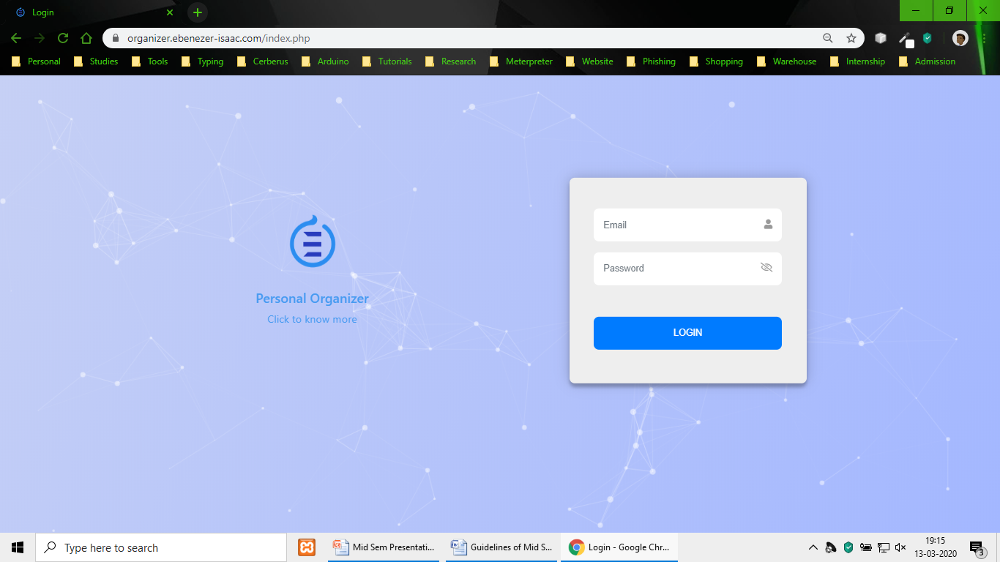 Login
organizer.ebenezer-isaac.com/index.php
Personal Studies Tools Typing Cerberus Arduino Tutorials Research Meterpreter Website Phishing Shopping Warehouse Internship Admission
Email
Password
LOGIN
Personal Organizer
Click to know more
Type here to search
Mid Sem Presentati...
Guidelines of Mid S...
Login - Google Chr...
19:15
13-03-2020
3